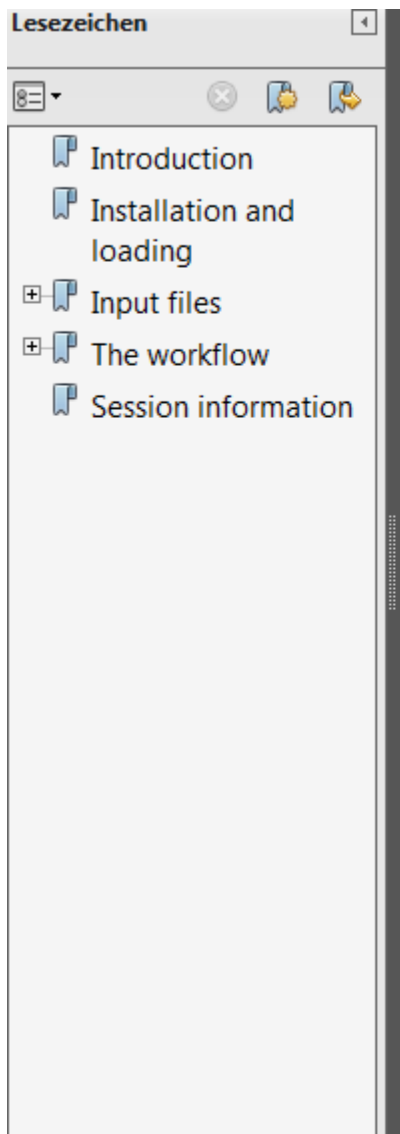 Lesezeichen
Introduction
Installation and
loading
Input files
The workflow
Session information